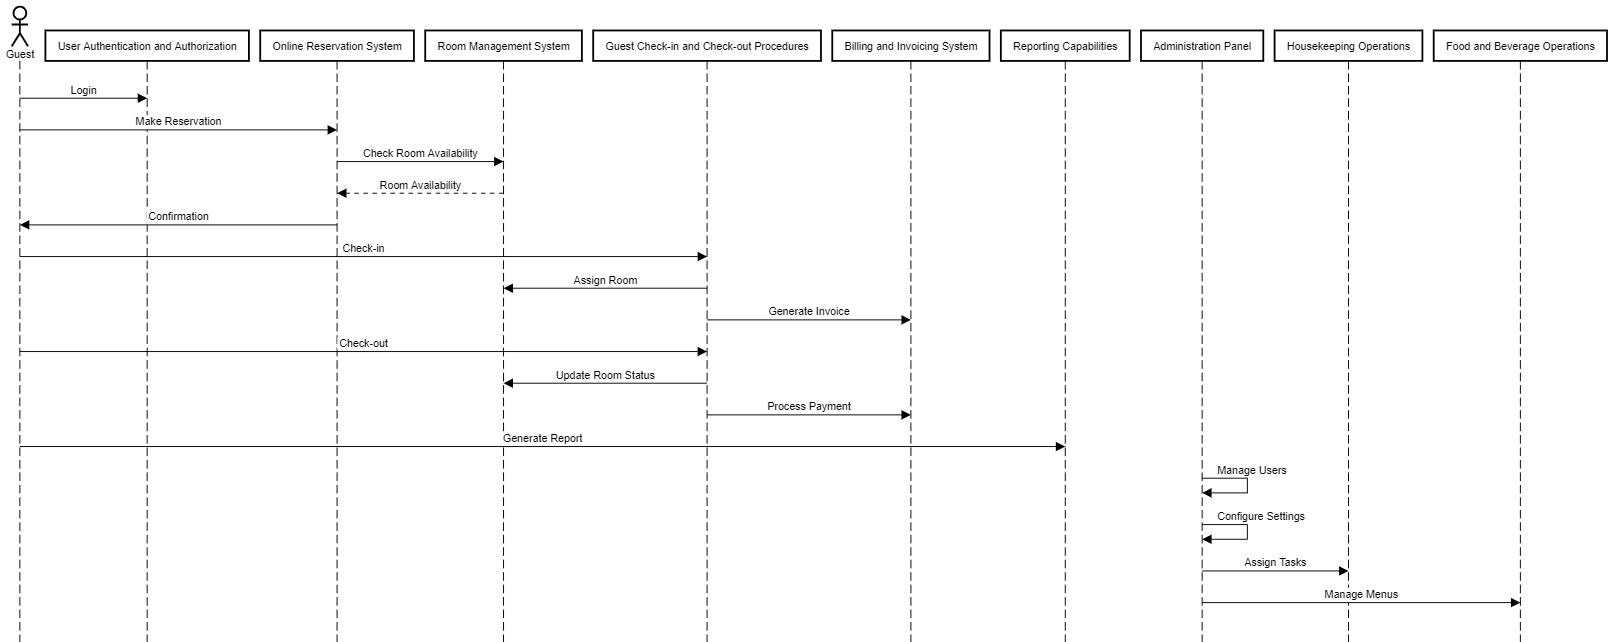 Guest
User Authentication and Authorization
Online Reservation System
Room Management System
Guest Check-in and Check-out Procedures
Billing and Invoicing System
Reporting Capabilities
Administration Panel
Housekeeping Operations
Food and Beverage Operations
Login
Make Reservation
Check Room Availability
Room Availability
Confirmation
Check-in
Assign Room
Generate Invoice
Check-out
Update Room Status
Process Payment
Generate Report
Manage Users
Configure Settings
Assign Tasks
Manage Menus